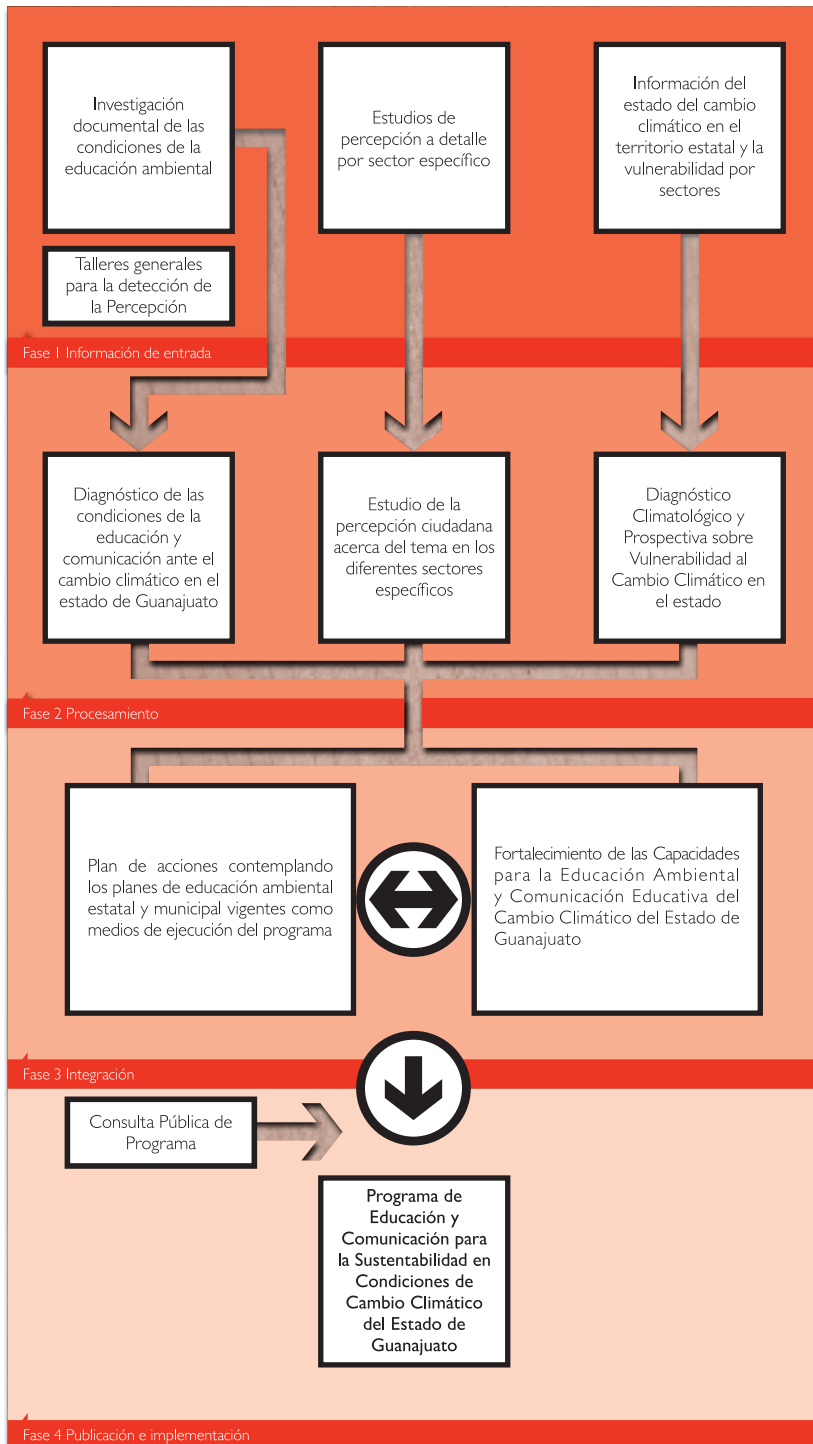 Investigación
documental de las
condiciones de la
educación ambiental
Estudios de
percepción a detalle
por sector específico
Información del
estado del cambio
climático en el
territorio estatal y la
vulnerabilidad por
sectores
Talleres generales
para la detección de
la Percepción
Fase 1 Información de entrada
Diagnóstico de las
condiciones de la
educación y
comunicación ante el
cambio climático en el
estado de Guanajuato
Estudio de la
percepción ciudadana
acerca del tema en los
diferentes sectores
específicos
Diagnóstico
Climatológico y
Prospectiva sobre
Vulnerabilidad al
Cambio Climático en
el estado
Fase 2 Procesamiento
Plan de acciones contemplando
los planes de educación ambiental
estatal y municipal vigentes como
medios de ejecución del programa
Fortalecimiento de las Capacidades
para la Educación Ambiental
y Comunicación Educativa del
Cambio Climático del Estado de
Guanajuato
Fase 3 Integración
Consulta Pública de
Programa
Programa de
Educación y
Comunicación para
la Sustentabilidad en
Condiciones de
Cambio Climático
del Estado de
Guanajuato
Fase 4 Publicación e implementación